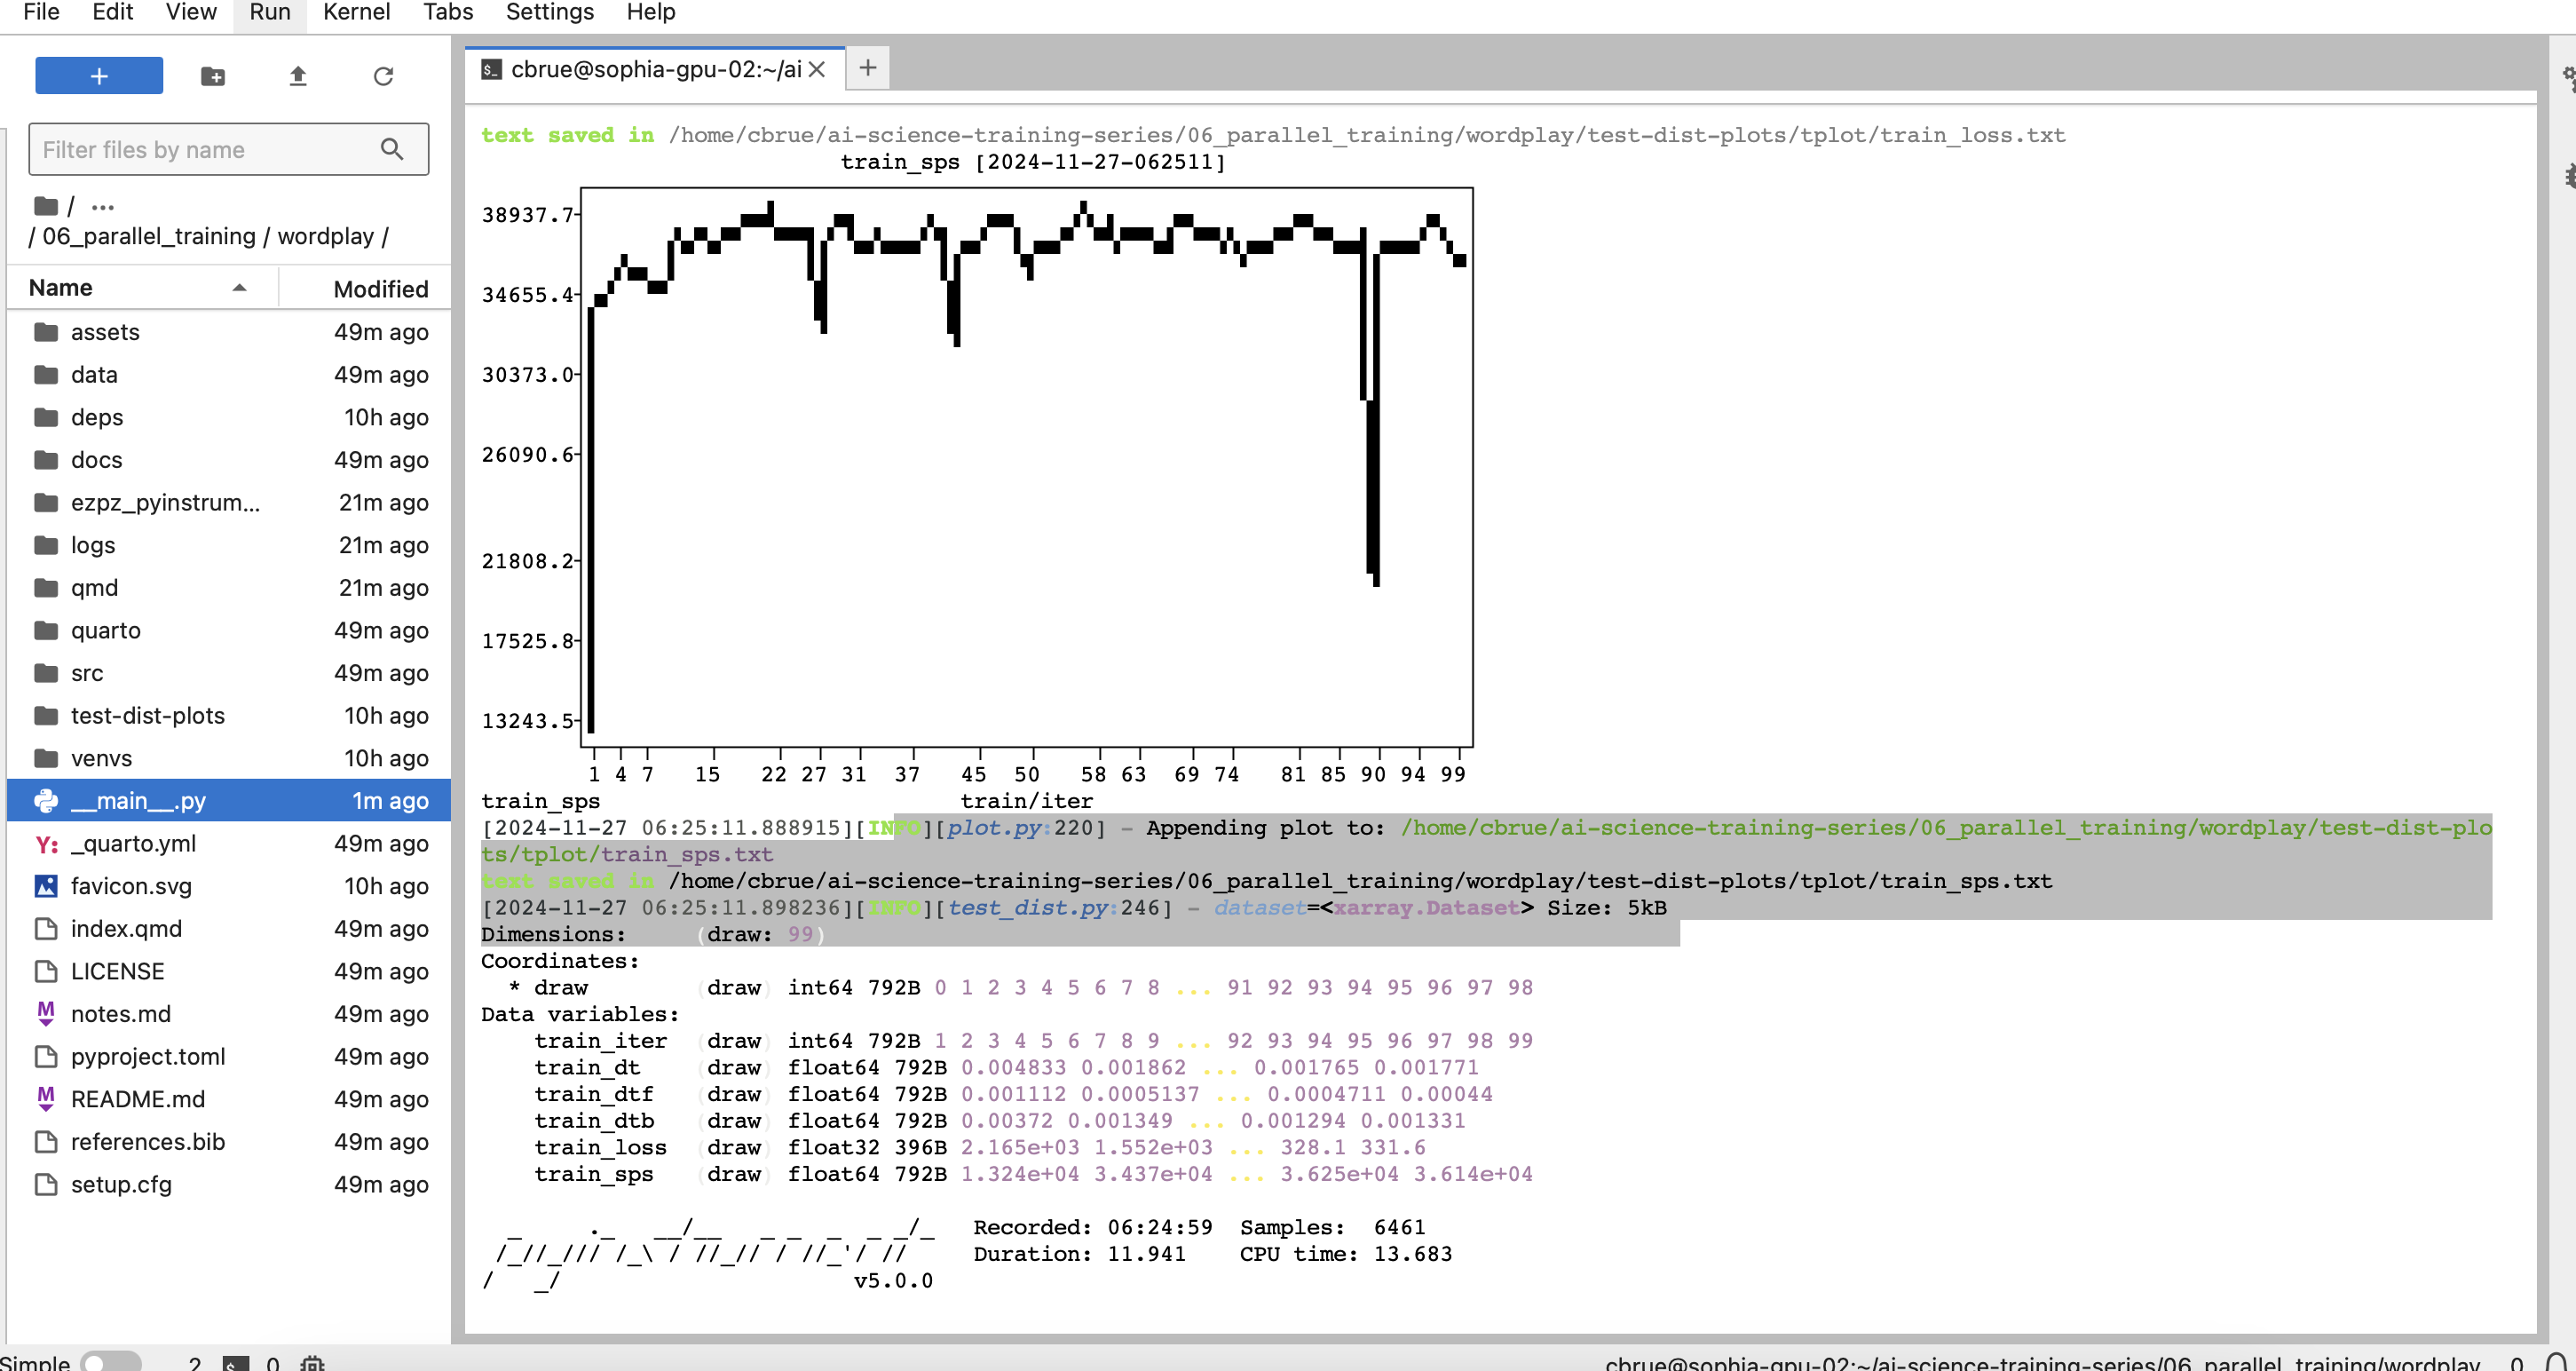 File Edit View Run Kernel Tabs Settings Help
+
Filter files by name
/ ...
/ 06_parallel_training / wordplay /
Name Modified
assets 49m ago
data 49m ago
deps 10h ago
docs 49m ago
ezpz_pyinstrum... 21m ago
logs 21m ago
qmd 21m ago
quarto 49m ago
src 49m ago
test-dist-plots 10h ago
venvs 10h ago
__main__.py 1m ago
Y: _quarto.yml 49m ago
favicon.svg 10h ago
index.qmd 49m ago
LICENSE 49m ago
M notes.md 49m ago
pyproject.toml 49m ago
M README.md 49m ago
references.bib 49m ago
setup.cfg 49m ago
$_ cbrue@sophia-gpu-02:~/ai × +
text saved in /home/cbrue/ai-science-training-series/06_parallel_training/wordplay/test-dist-plots/tplot/train_loss.txt
train_sps [2024-11-27-062511]
38937.7
34655.4
30373.0
26090.6
21808.2
17525.8
13243.5
1 4 7 15 22 27 31 37 45 50 58 63 69 74 81 85 90 94 99
train_sps train/iter
[2024-11-27 06:25:11.888915][INFO][plot.py:220] - Appending plot to: /home/cbrue/ai-science-training-series/06_parallel_training/wordplay/test-dist-plo
ts/tplot/train_sps.txt
text saved in /home/cbrue/ai-science-training-series/06_parallel_training/wordplay/test-dist-plots/tplot/train_sps.txt
[2024-11-27 06:25:11.898236][INFO][test_dist.py:246] - dataset=<xarray.Dataset> Size: 5kB
Dimensions: (draw: 99)
Coordinates:
* draw (draw) int64 792B 0 1 2 3 4 5 6 7 8 ... 91 92 93 94 95 96 97 98
Data variables:
train_iter (draw) int64 792B 1 2 3 4 5 6 7 8 9 ... 92 93 94 95 96 97 98 99
train_dt (draw) float64 792B 0.004833 0.001862 ... 0.001765 0.001771
train_dtf (draw) float64 792B 0.001112 0.0005137 ... 0.0004711 0.00044
train_dtb (draw) float64 792B 0.00372 0.001349 ... 0.001294 0.001331
train_loss (draw) float32 396B 2.165e+03 1.552e+03 ... 328.1 331.6
train_sps (draw) float64 792B 1.324e+04 3.437e+04 ... 3.625e+04 3.614e+04
_ ._ __/__ _ _ _ _ _/_ Recorded: 06:24:59 Samples: 6461
/_//_/// /_\ / //_// / //_'/ // Duration: 11.941 CPU time: 13.683
/ _/ v5.0.0
Simple 2 $_ 0 cbrue@sophia-gpu-02:~/ai-science-training-series/06_parallel_training/wordplay 0